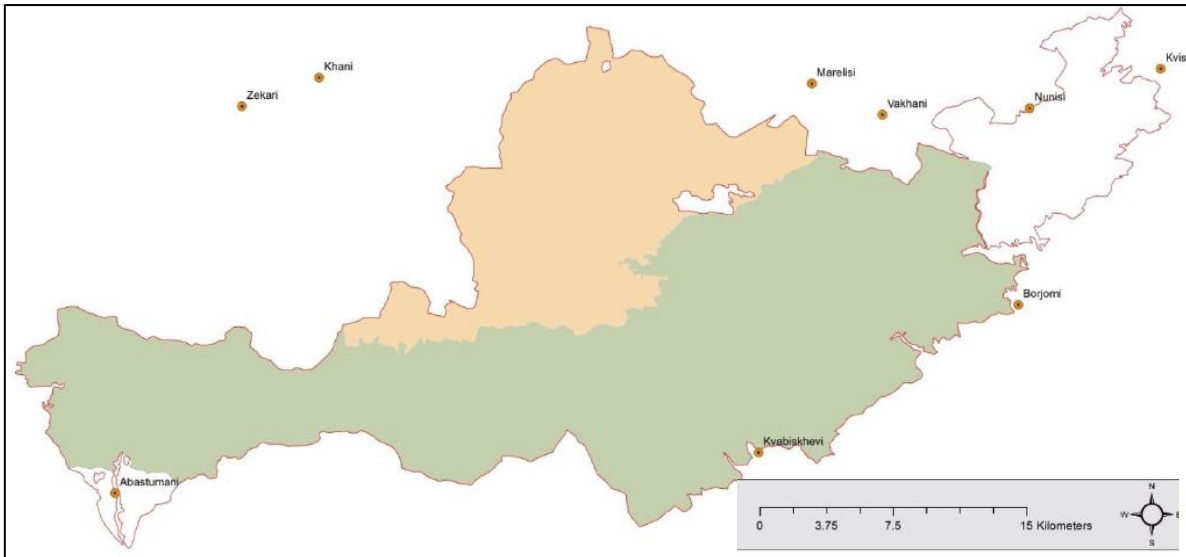 Khani
Zekari
Marelisi
Vakhani
Nunisi
Kvis
Borjomi
Kvabiskhevi
Abastumani
N
W E
S
0 3.75 7.5 15 Kilometers